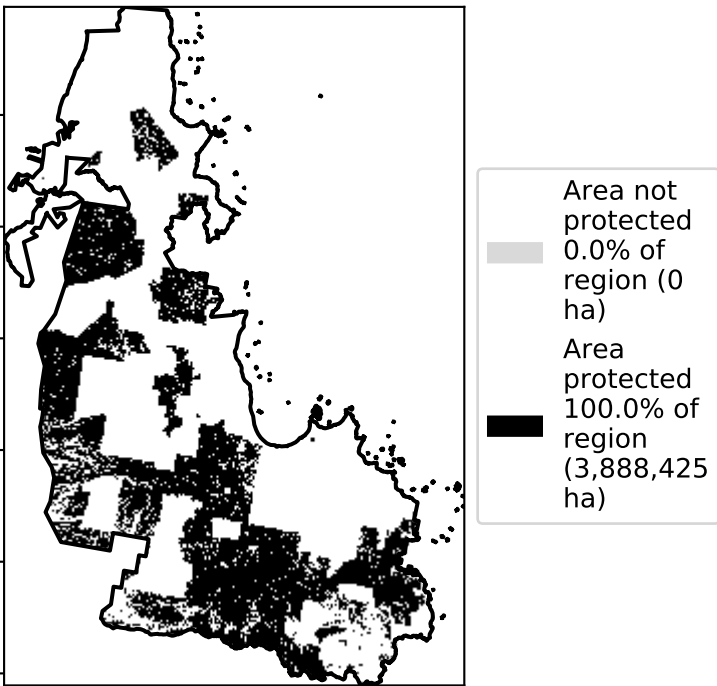 Area not
protected
0.0% of
region (0
ha)
Area
protected
100.0% of
region
(3,888,425
ha)